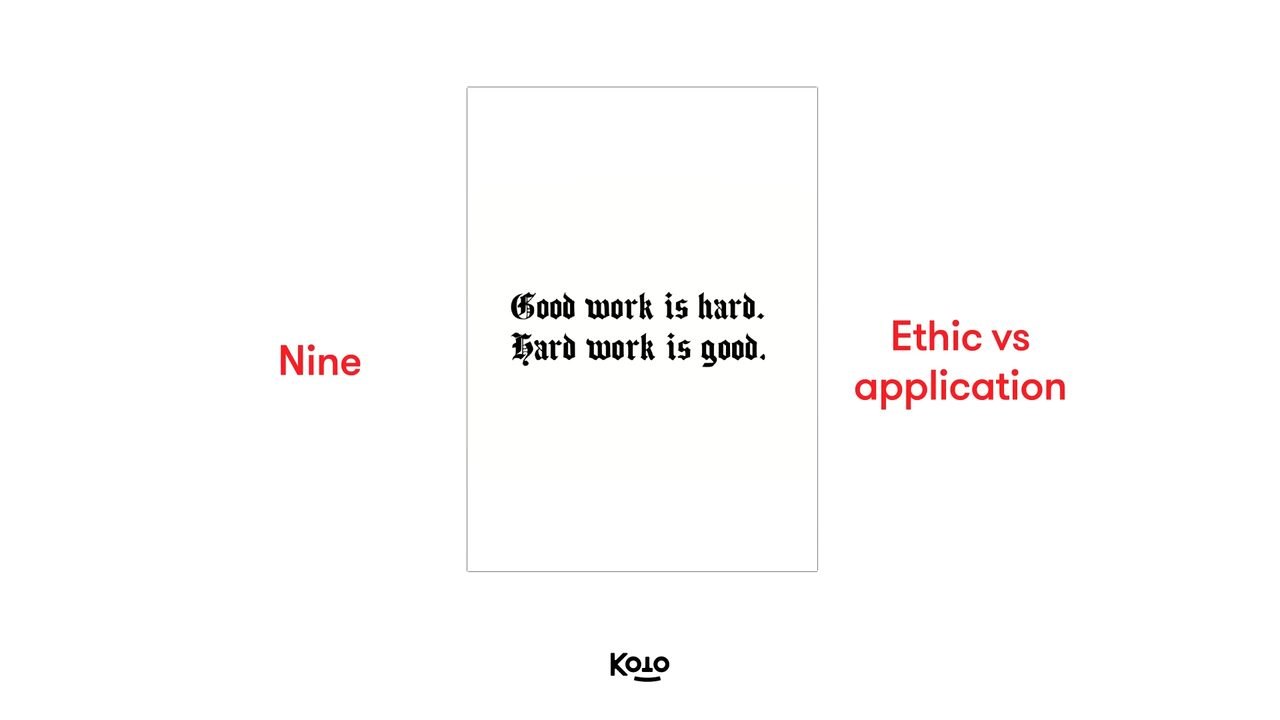 Nine
Good work is hard.
Hard work is good.
Ethic vs
application
Koto